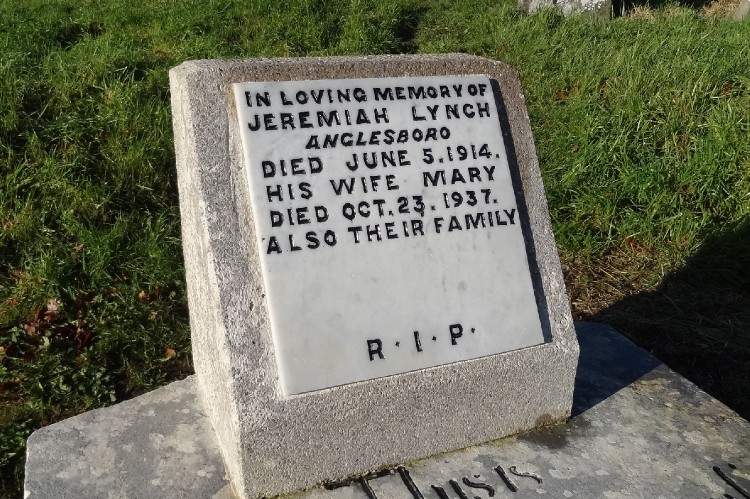 IN LOVING MEMORY OF
JEREMIAH LYNCH
ANGLESBORO
DIED JUNE 5, 1914.
HIS WIFE MARY
DIED OCT. 23, 1937.
ALSO THEIR FAMILY
R · I · P ·